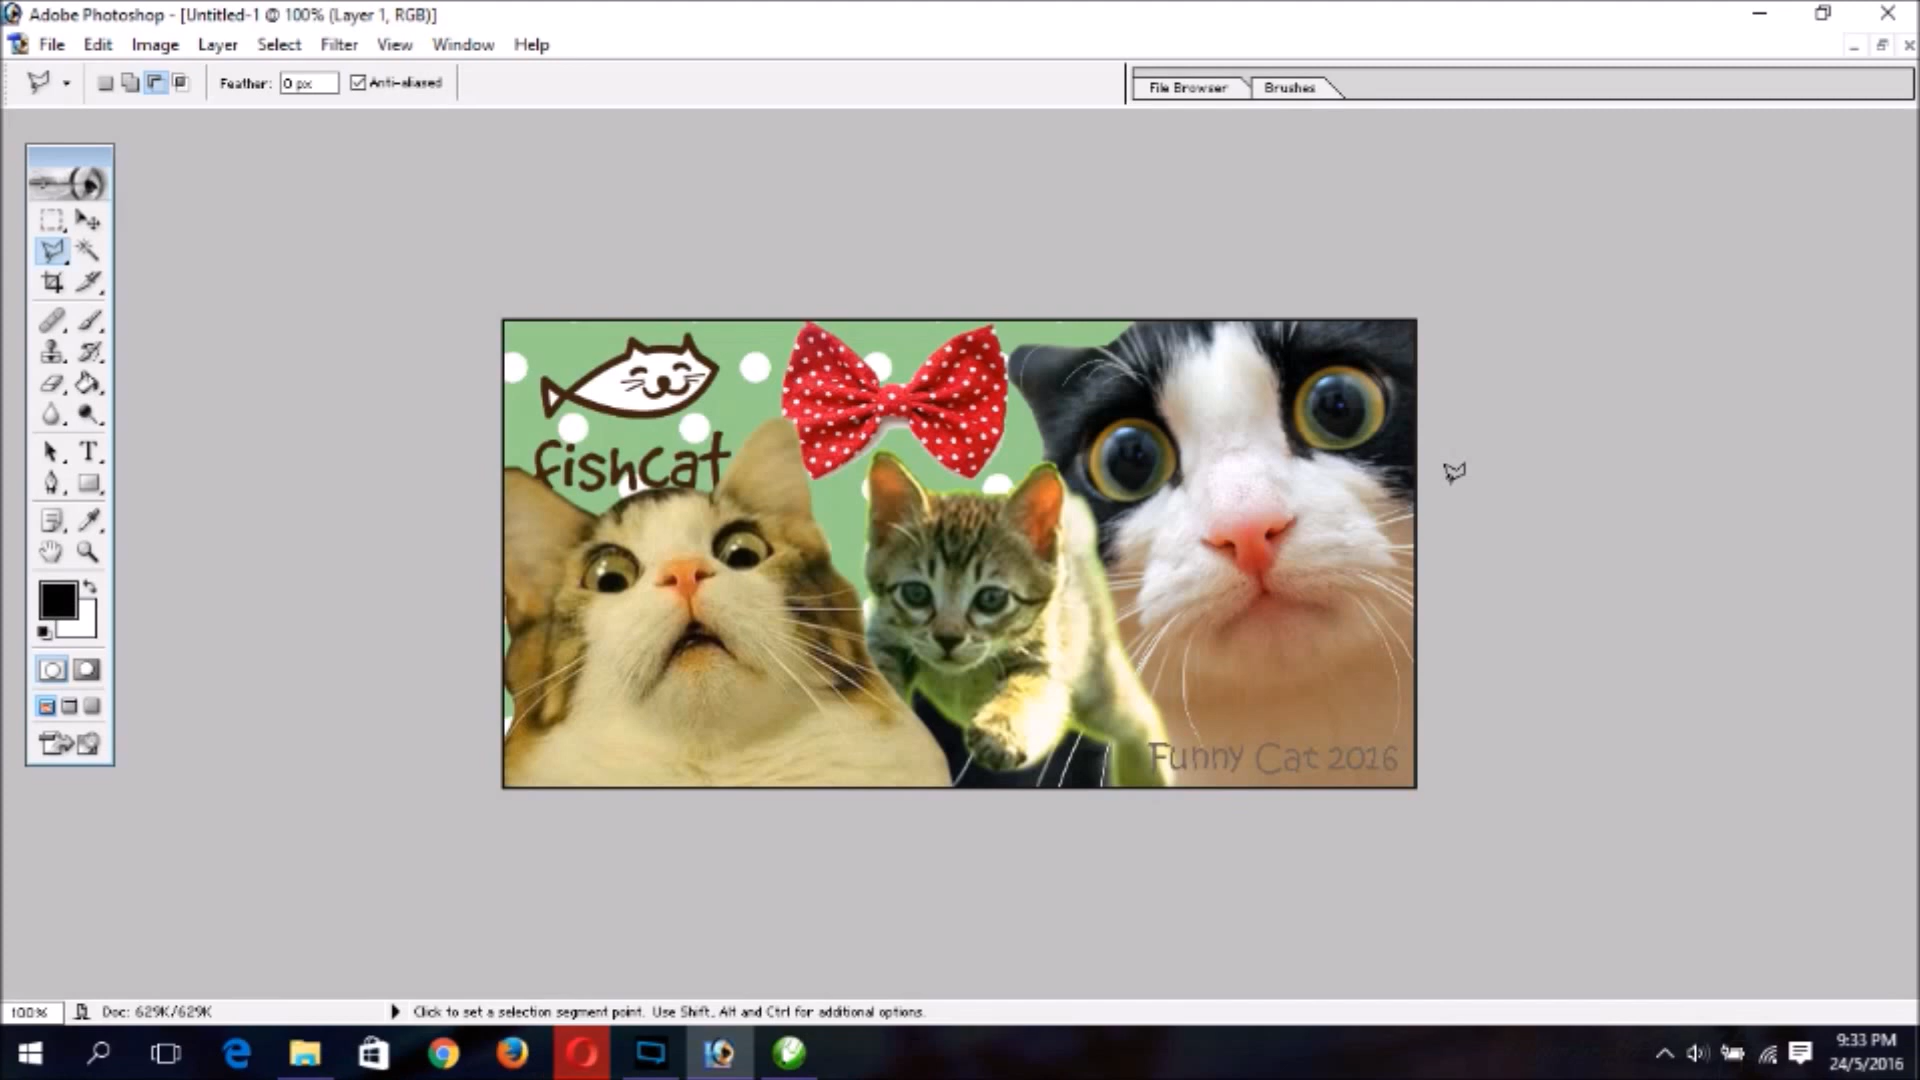 Adobe Photoshop - [Untitled-1 @ 100% (Layer 1, RGB)]
File Edit Image Layer Select Filter View Window Help
Feather: 0 px Anti-aliased File Browser Brushes
fishcat
Funny Cat 2016
100% Doc: 629K/629K Click to set a selection segment point. Use Shift, Alt and Ctrl for additional options.
9:33 PM
24/5/2016